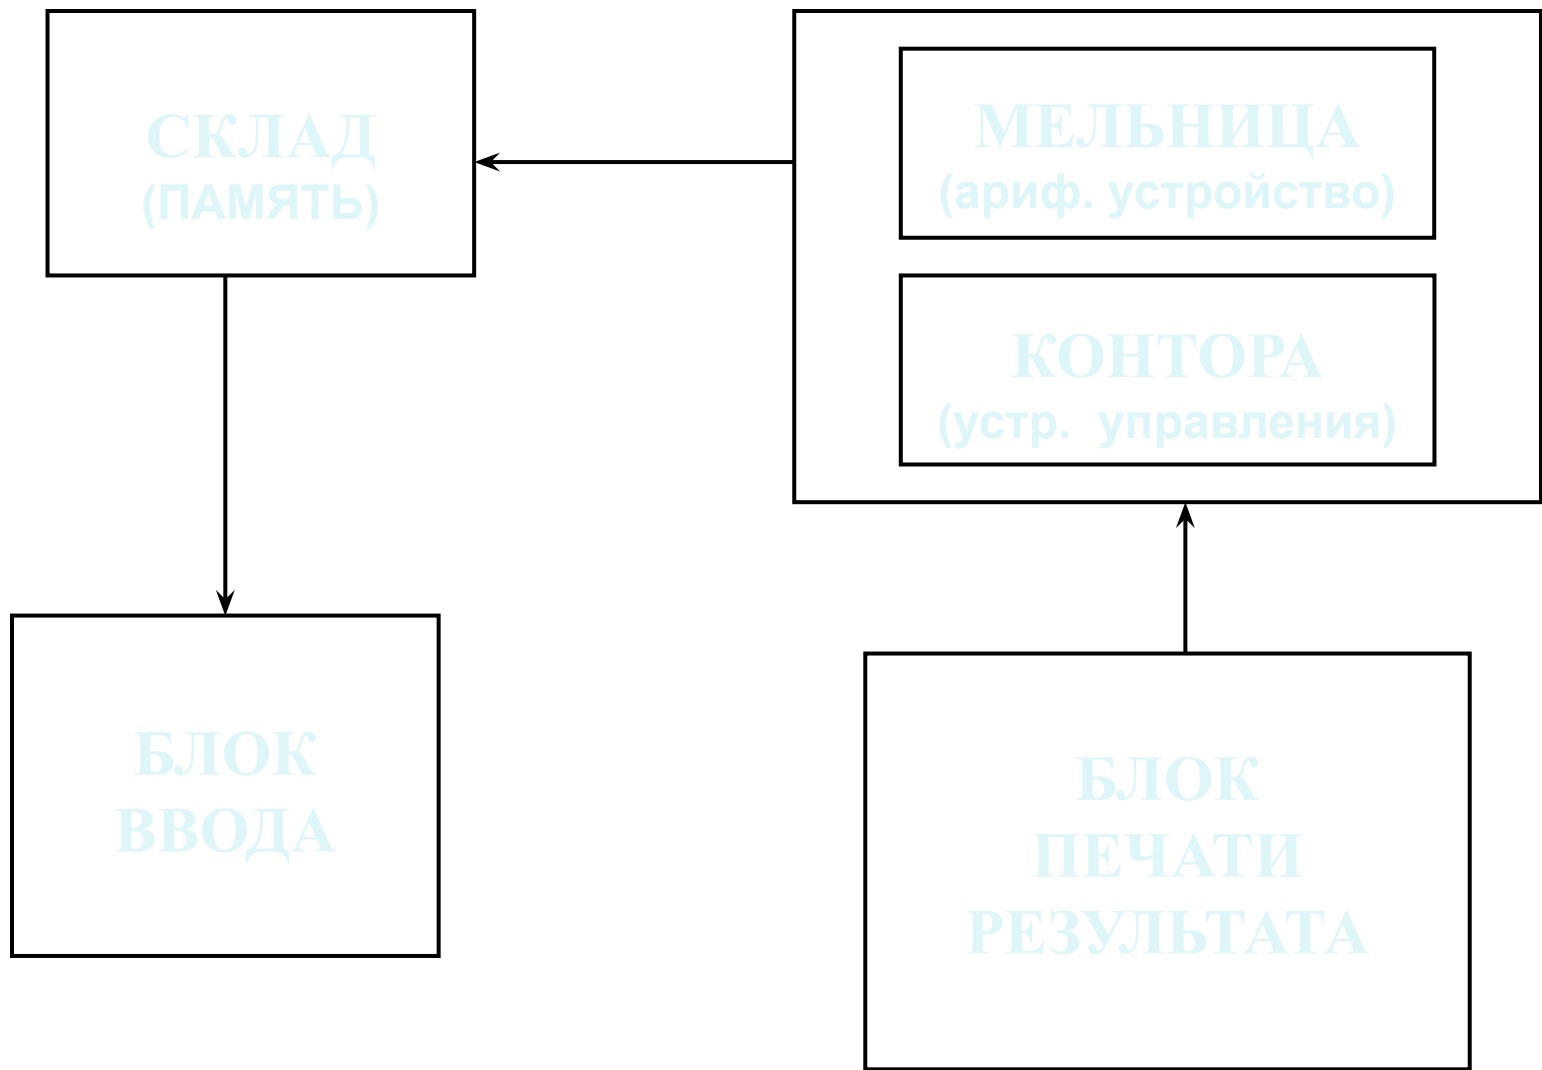 СКЛАД
(ПАМЯТЬ)
МЕЛЬНИЦА
(ариф. устройство)
КОНТОРА
(устр.  управления)
БЛОК
ВВОДА
БЛОК
ПЕЧАТИ
РЕЗУЛЬТАТА